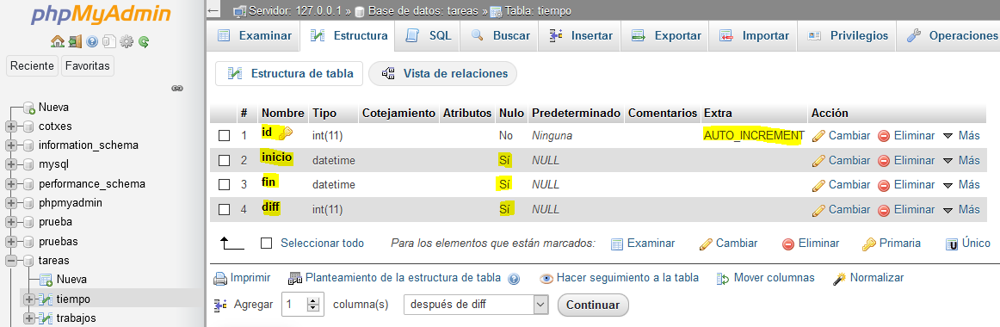 phpMyAdmin
Reciente Favoritas
Nueva
cotxes
information_schema
mysql
performance_schema
phpmyadmin
prueba
pruebas
tareas
Nueva
tiempo
trabajos
Servidor: 127.0.0.1 » Base de datos: tareas » Tabla: tiempo
Examinar Estructura SQL Buscar Insertar Exportar Importar Privilegios Operaciones
Estructura de tabla Vista de relaciones
# Nombre Tipo Cotejamiento Atributos Nulo Predeterminado Comentarios Extra Acción
1 id int(11) No Ninguna AUTO_INCREMENT Cambiar Eliminar Más
2 inicio datetime Sí NULL Cambiar Eliminar Más
3 fin datetime Sí NULL Cambiar Eliminar Más
4 diff int(11) Sí NULL Cambiar Eliminar Más
Seleccionar todo Para los elementos que están marcados: Examinar Cambiar Eliminar Primaria Único
Imprimir Planteamiento de la estructura de tabla Hacer seguimiento a la tabla Mover columnas Normalizar
Agregar 1 columna(s) después de diff Continuar